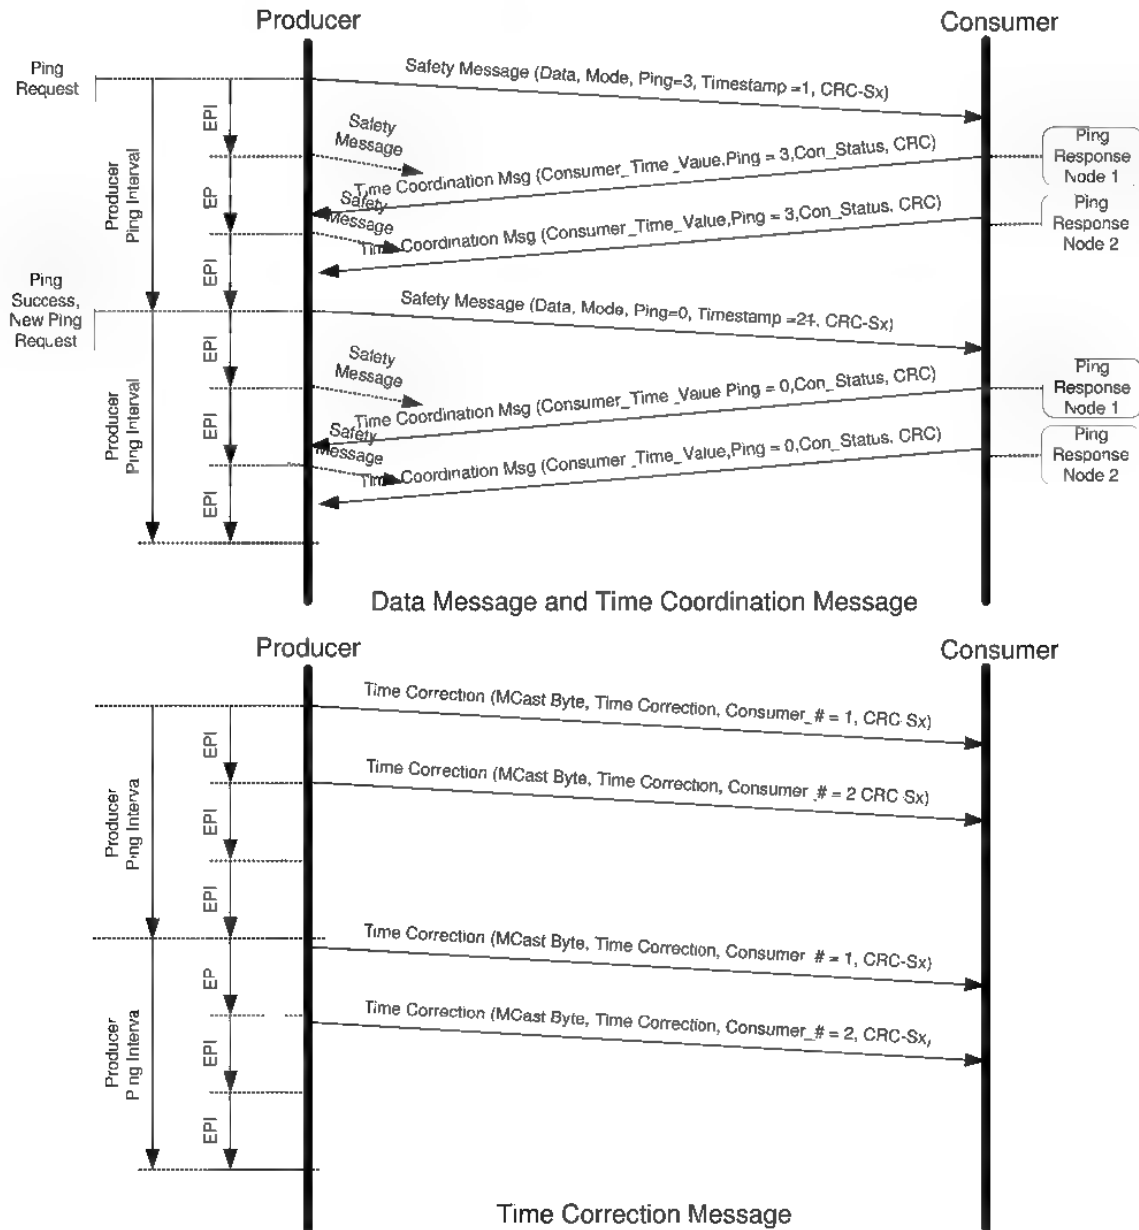 Producer
Consumer
Ping
Request
Safety Message (Data, Mode, Ping=3, Timestamp =1, CRC-Sx)
EPI
Safety
Message
Time Coordination Msg (Consumer_Time_Value,Ping = 3,Con_Status, CRC)
Ping
Response
Node 1
Producer
Ping Interval
EP
Safety
Message
Time Coordination Msg (Consumer_Time_Value,Ping = 3,Con_Status, CRC)
Ping
Response
Node 2
EPI
Ping
Success,
New Ping
Request
Safety Message (Data, Mode, Ping=0, Timestamp CRC-Sx)
EPI
Safety
Message
Time Coordination Msg (Consumer_Time_Value Ping = 0,Con_Status, CRC)
Ping
Response
Node 1
Producer
Ping Interval
EPI
Safety
Message
Time Coordination Msg (Consumer_Time_Value,Ping = 0,Con_Status, CRC)
Ping
Response
Node 2
EPI
Data Message and Time Coordination Message
Producer
Consumer
Time Correction (MCast Byte, Time Correction, Consumer_# = 1, CRC Sx)
EPI
Time Correction (MCast Byte, Time Correction, Consumer_# = 2 CRC Sx)
Producer
Ping Interva
EPI
EPI
Time Correction (MCast Byte, Time Correction, Consumer # = 1, CRC-Sx)
EP
Time Correction (MCast Byte, Time Correction, Consumer_# = 2, CRC-Sx,
Producer
Ping Interva
EPI
EPI
Time Correction Message